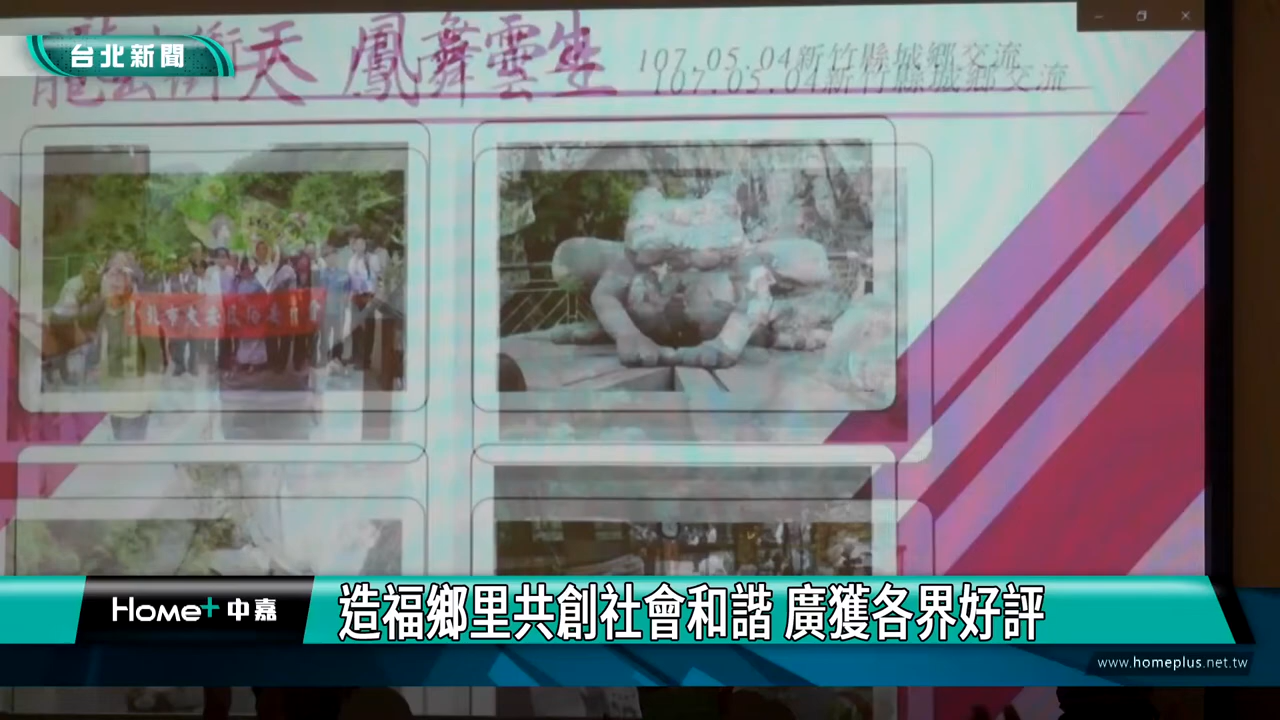 台北新聞
龍 天 鳳舞雲生
107.05.04新竹縣城鄉交流
107.05.04新竹縣城鄉交流
Home+中嘉
造福鄉里共創社會和諧 廣獲各界好評
www.homeplus.net.tw